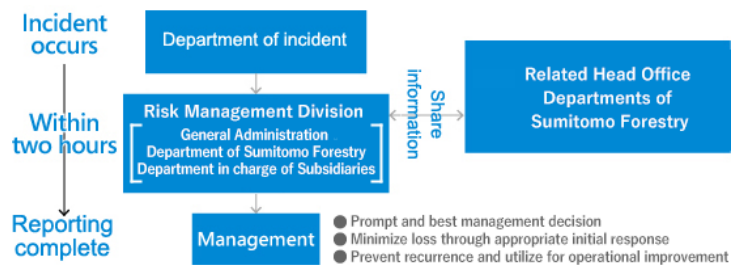 Incident
occurs
Department of incident
Within
two hours
Risk Management Division
General Administration
Department of Sumitomo Forestry
Department in charge of Subsidiaries
Share
information
Related Head Office
Departments of
Sumitomo Forestry
Reporting
complete
Management
● Prompt and best management decision
● Minimize loss through appropriate initial response
● Prevent recurrence and utilize for operational improvement